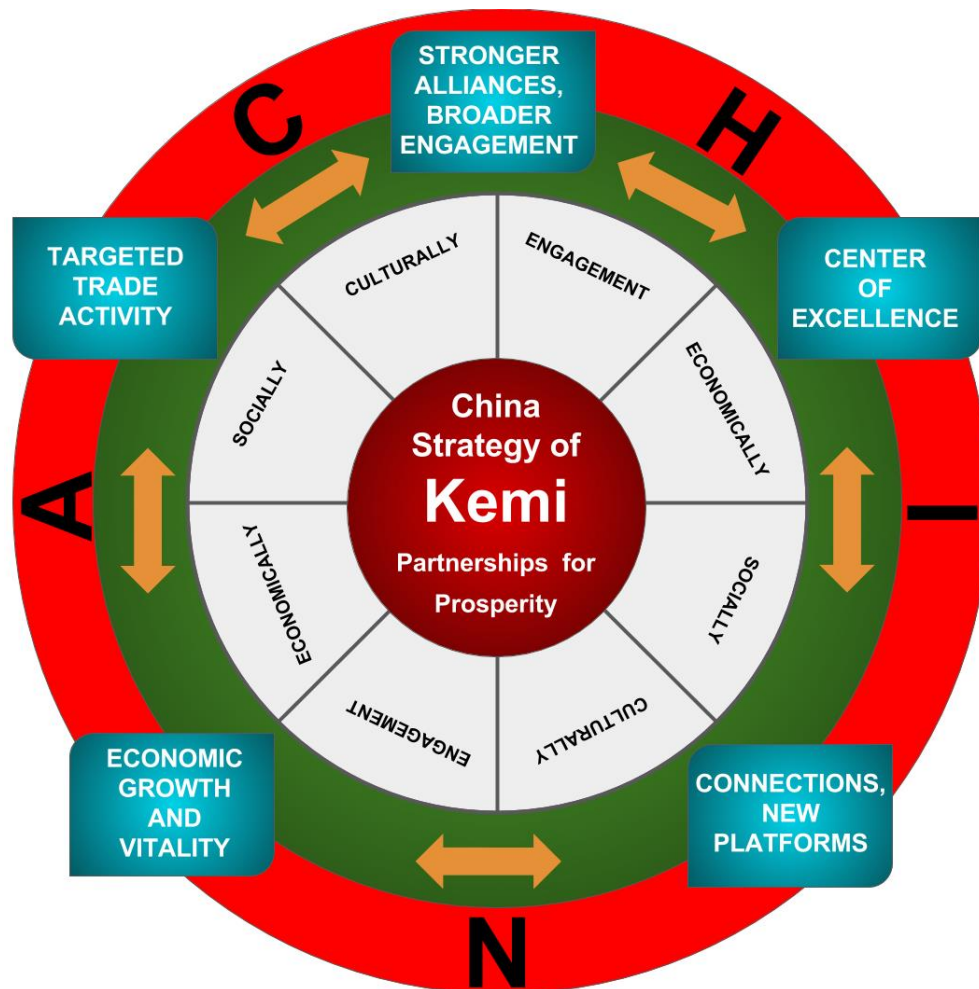 C
H
I
N
A
STRONGER
ALLIANCES,
BROADER
ENGAGEMENT
CENTER
OF
EXCELLENCE
CONNECTIONS,
NEW
PLATFORMS
ECONOMIC
GROWTH
AND
VITALITY
TARGETED
TRADE
ACTIVITY
ENGAGEMENT
ECONOMICALLY
SOCIALLY
CULTURALLY
ENGAGEMENT
ECONOMICALLY
SOCIALLY
CULTURALLY
China
Strategy of
Kemi
Partnerships for
Prosperity